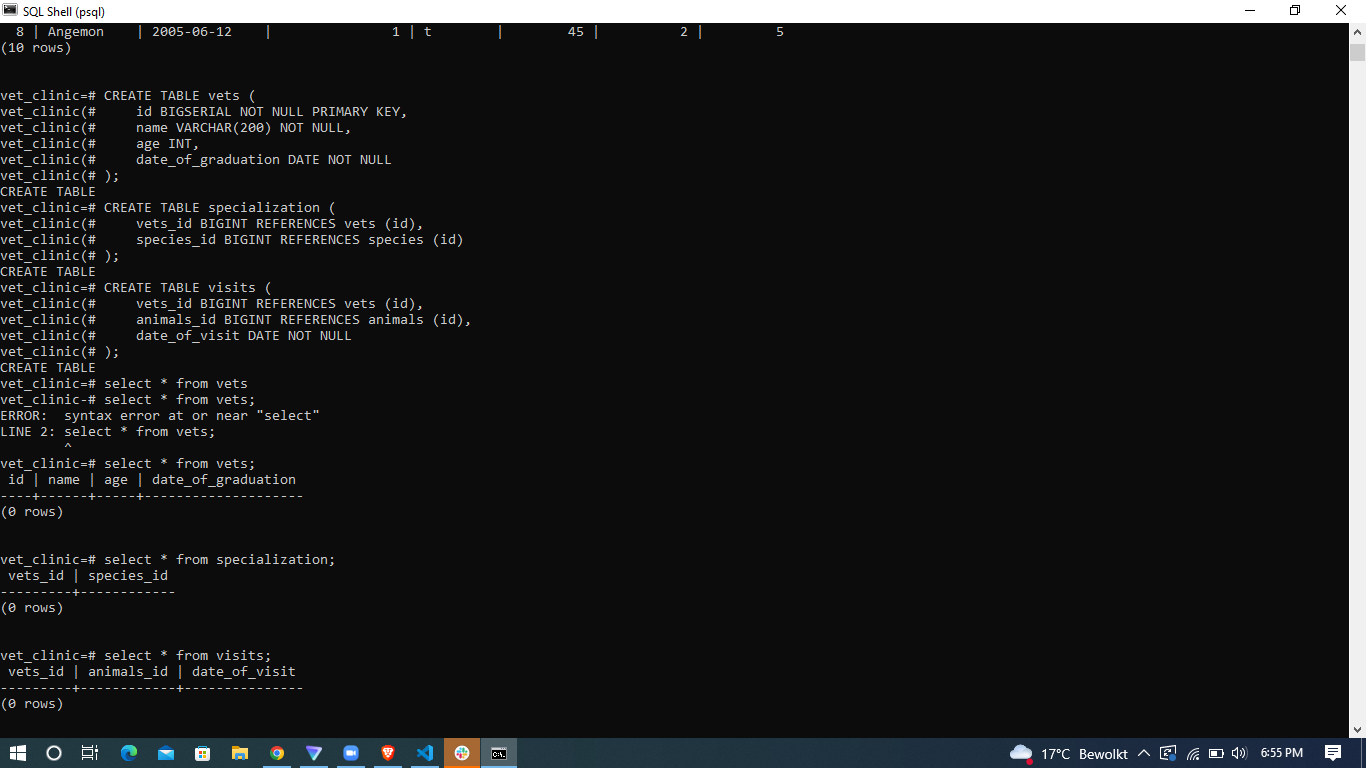 SQL Shell (psql)
  8 | Angemon    | 2005-06-12    |               1 | t        |        45 |          2 |        5
(10 rows)
vet_clinic=# CREATE TABLE vets (
vet_clinic(#     id BIGSERIAL NOT NULL PRIMARY KEY,
vet_clinic(#     name VARCHAR(200) NOT NULL,
vet_clinic(#     age INT,
vet_clinic(#     date_of_graduation DATE NOT NULL
vet_clinic(# );
CREATE TABLE
vet_clinic=# CREATE TABLE specialization (
vet_clinic(#     vets_id BIGINT REFERENCES vets (id),
vet_clinic(#     species_id BIGINT REFERENCES species (id)
vet_clinic(# );
CREATE TABLE
vet_clinic=# CREATE TABLE visits (
vet_clinic(#     vets_id BIGINT REFERENCES vets (id),
vet_clinic(#     animals_id BIGINT REFERENCES animals (id),
vet_clinic(#     date_of_visit DATE NOT NULL
vet_clinic(# );
CREATE TABLE
vet_clinic=# select * from vets
vet_clinic-# select * from vets;
ERROR:  syntax error at or near "select"
LINE 2: select * from vets;
        ^
vet_clinic=# select * from vets;
 id | name | age | date_of_graduation
----+------+-----+--------------------
(0 rows)
vet_clinic=# select * from specialization;
 vets_id | species_id
---------+------------
(0 rows)
vet_clinic=# select * from visits;
 vets_id | animals_id | date_of_visit
---------+------------+---------------
(0 rows)
17°C Bewolkt 6:55 PM